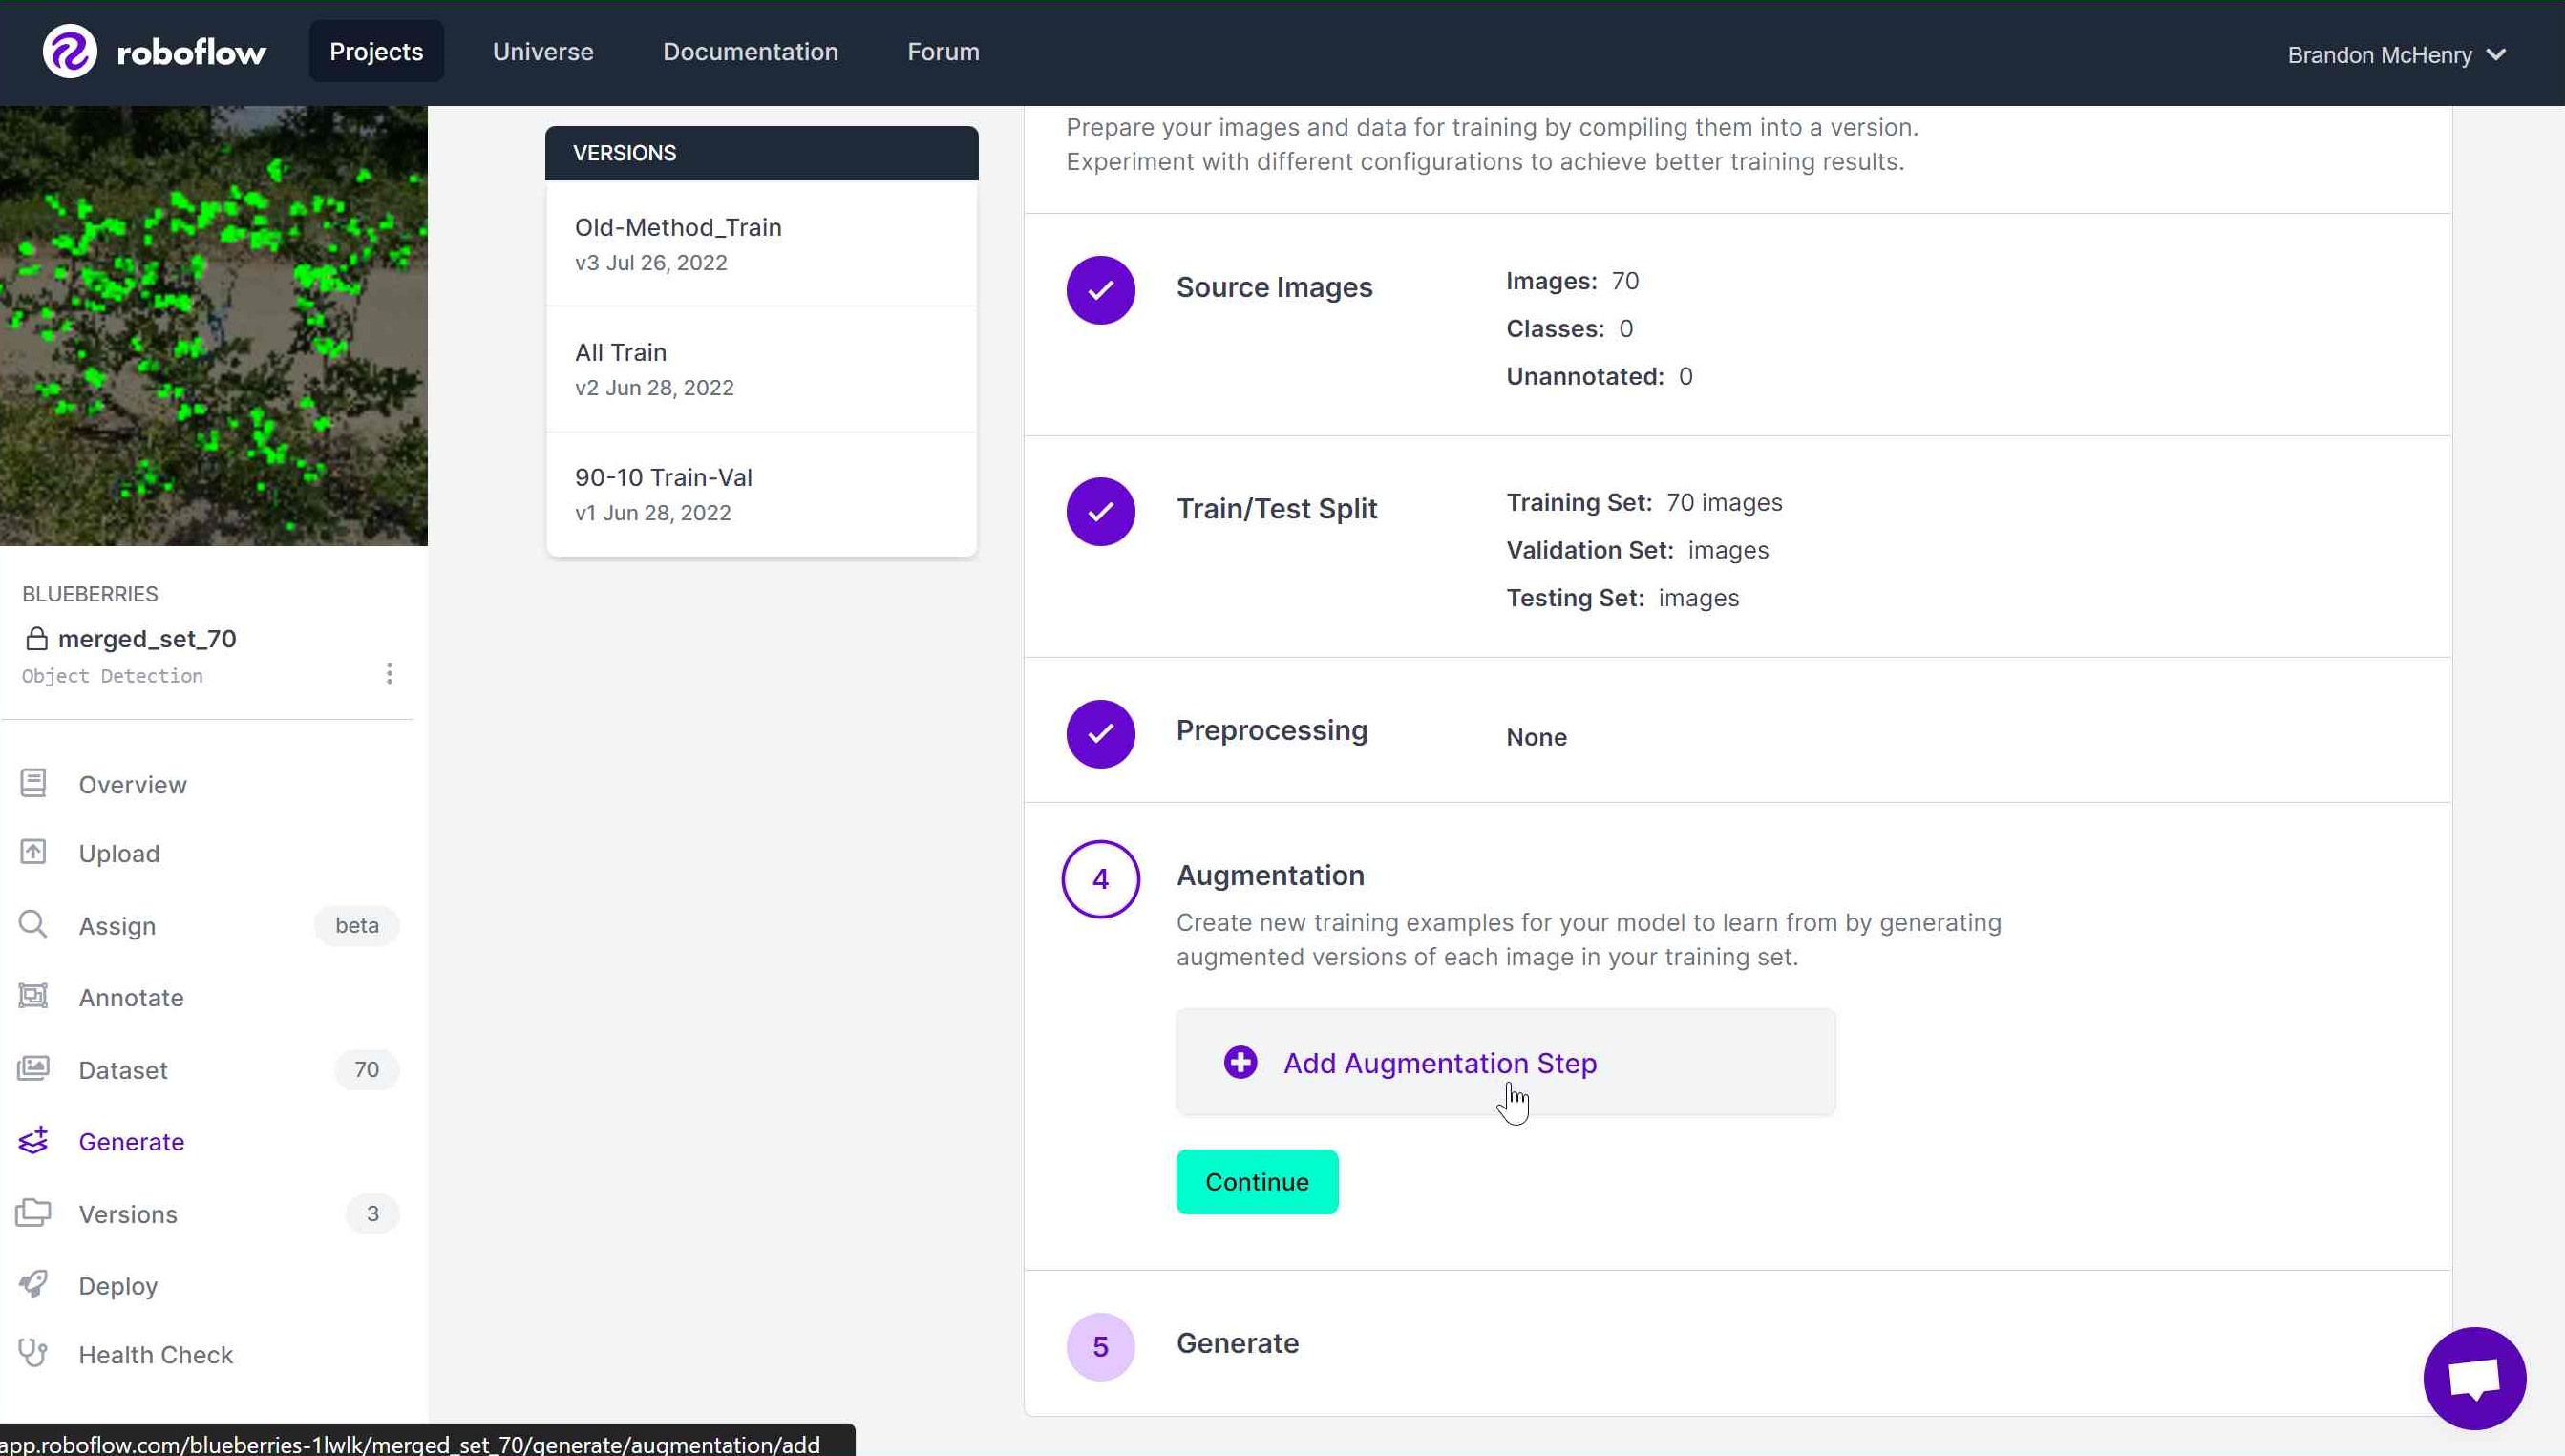 roboflow
Projects
Universe
Documentation
Forum
Brandon McHenry
BLUEBERRIES
merged_set_70
Object Detection
Overview
Upload
Assign
beta
Annotate
Dataset
70
Generate
Versions
3
Deploy
Health Check
app.roboflow.com/blueberries-1lwlk/merged_set_70/generate/augmentation/add
VERSIONS
Old-Method_Train
v3 Jul 26, 2022
All Train
v2 Jun 28, 2022
90-10 Train-Val
v1 Jun 28, 2022
Prepare your images and data for training by compiling them into a version.
Experiment with different configurations to achieve better training results.
Source Images
Images: 70
Classes: 0
Unannotated: 0
Train/Test Split
Training Set: 70 images
Validation Set: images
Testing Set: images
Preprocessing
None
4
Augmentation
Create new training examples for your model to learn from by generating
augmented versions of each image in your training set.
Add Augmentation Step
Continue
5
Generate